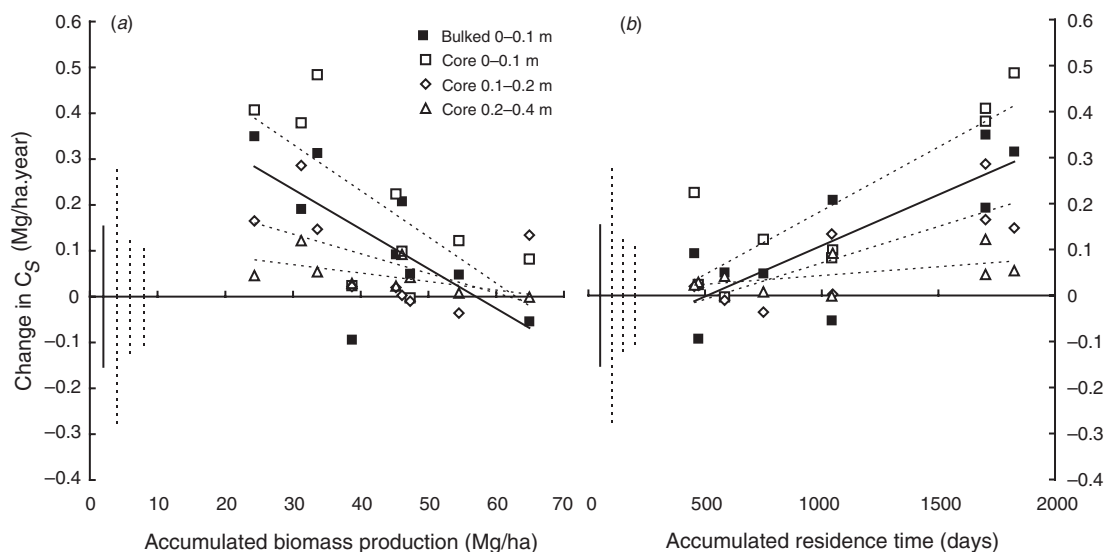 (a)
(b)
Bulked 0–0.1 m
Core 0–0.1 m
Core 0.1–0.2 m
Core 0.2–0.4 m
Change in C_S (Mg/ha.year)
0.6
0.5
0.4
0.3
0.2
0.1
0
–0.1
–0.2
–0.3
–0.4
0 10 20 30 40 50 60 70
Accumulated biomass production (Mg/ha)
0 500 1000 1500 2000
Accumulated residence time (days)
0.6
0.5
0.4
0.3
0.2
0.1
0
–0.1
–0.2
–0.3
–0.4